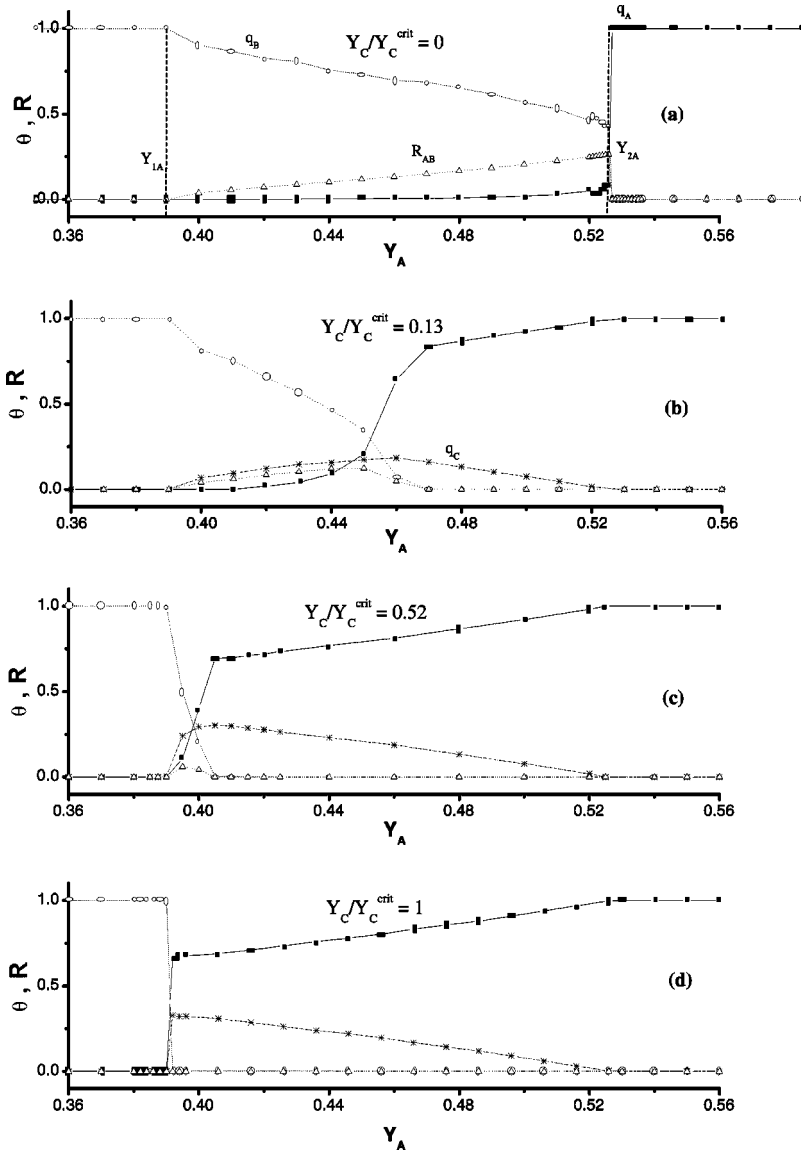 q_B
Y_C/Y_C^crit = 0
q_A
(a)
R_AB
Y_1A
Y_2A
θ , R
1.0
0.5
0.0
0.36 0.40 0.44 0.48 0.52 0.56
Y_A
Y_C/Y_C^crit = 0.13
(b)
q_C
θ , R
1.0
0.5
0.0
0.36 0.40 0.44 0.48 0.52 0.56
Y_A
Y_C/Y_C^crit = 0.52
(c)
θ , R
1.0
0.5
0.0
0.36 0.40 0.44 0.48 0.52 0.56
Y_A
Y_C/Y_C^crit = 1
(d)
θ , R
1.0
0.5
0.0
0.36 0.40 0.44 0.48 0.52 0.56
Y_A